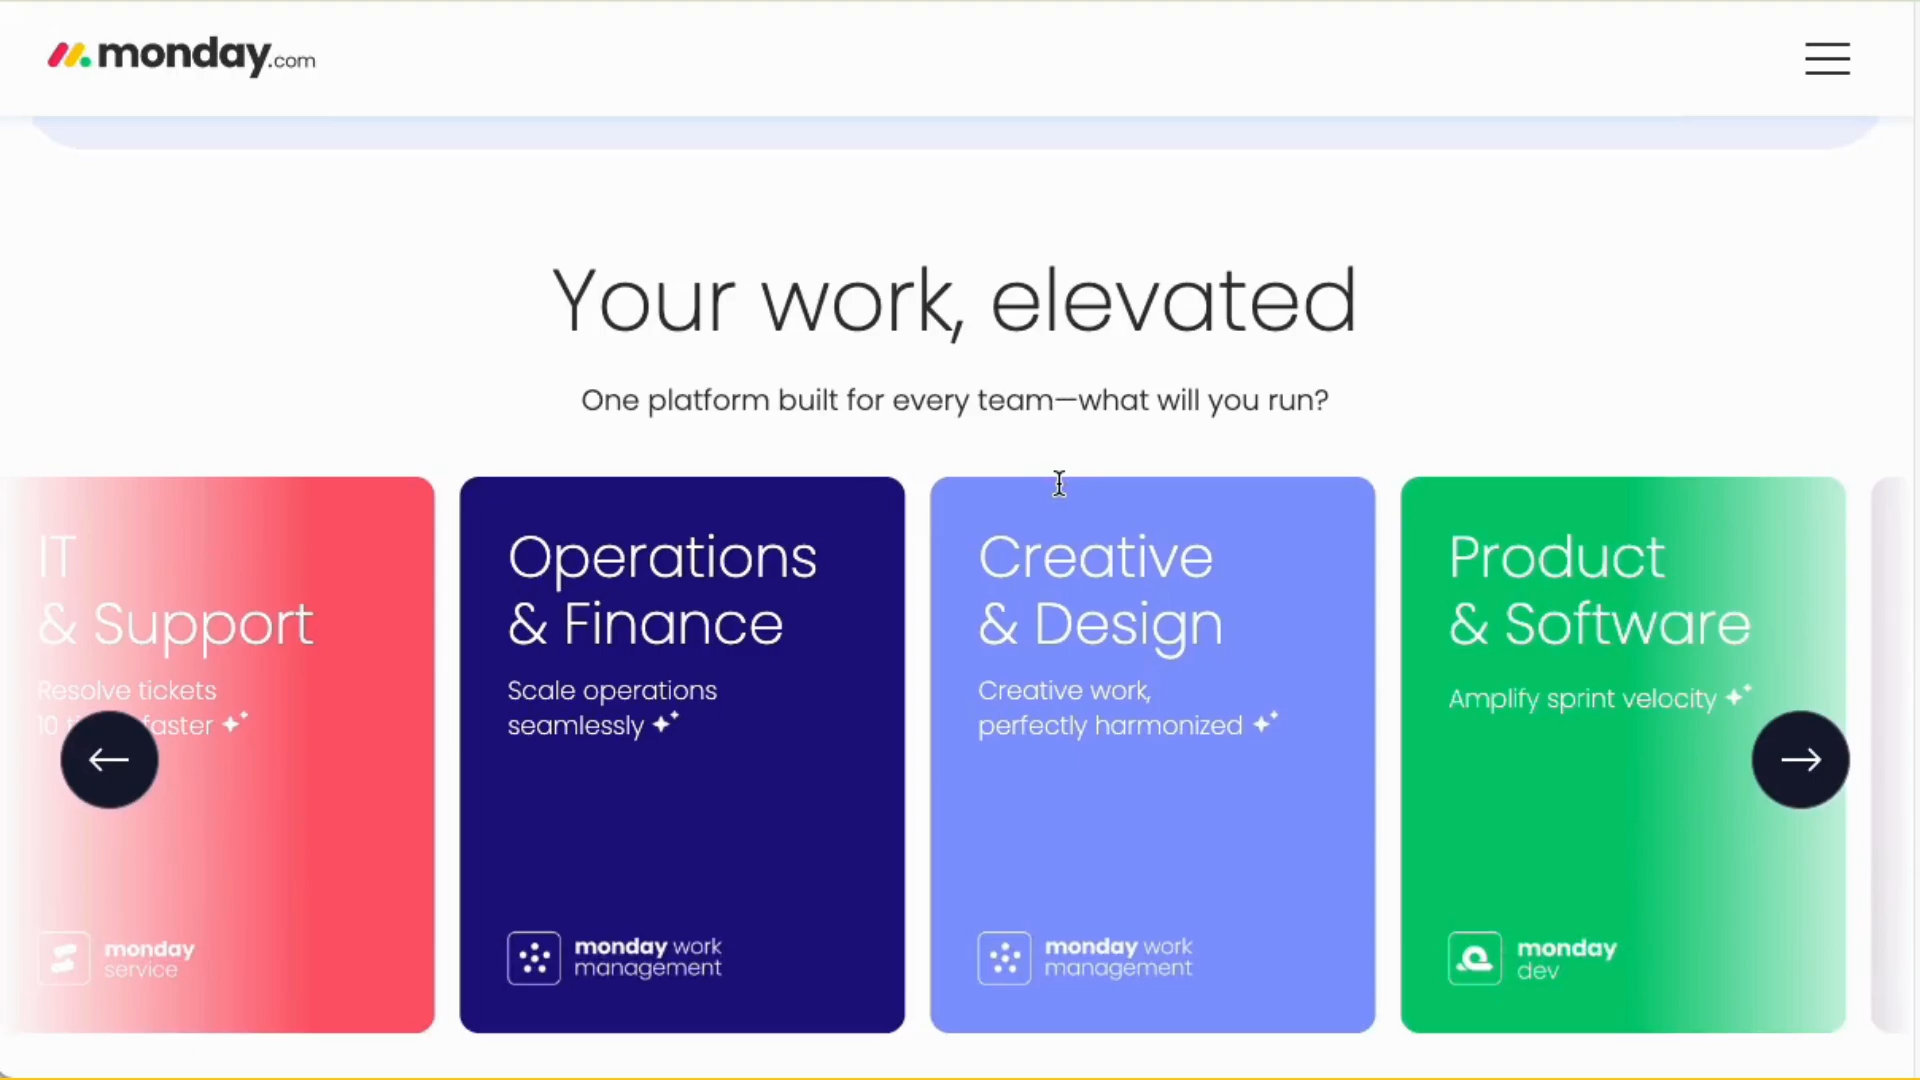 monday.com
Your work, elevated
One platform built for every team—what will you run?
IT
& Support
Resolve tickets
10 faster
monday
service
Operations
& Finance
Scale operations
seamlessly
monday work
management
Creative
& Design
Creative work,
perfectly harmonized
monday work
management
Product
& Software
Amplify sprint velocity
monday
dev